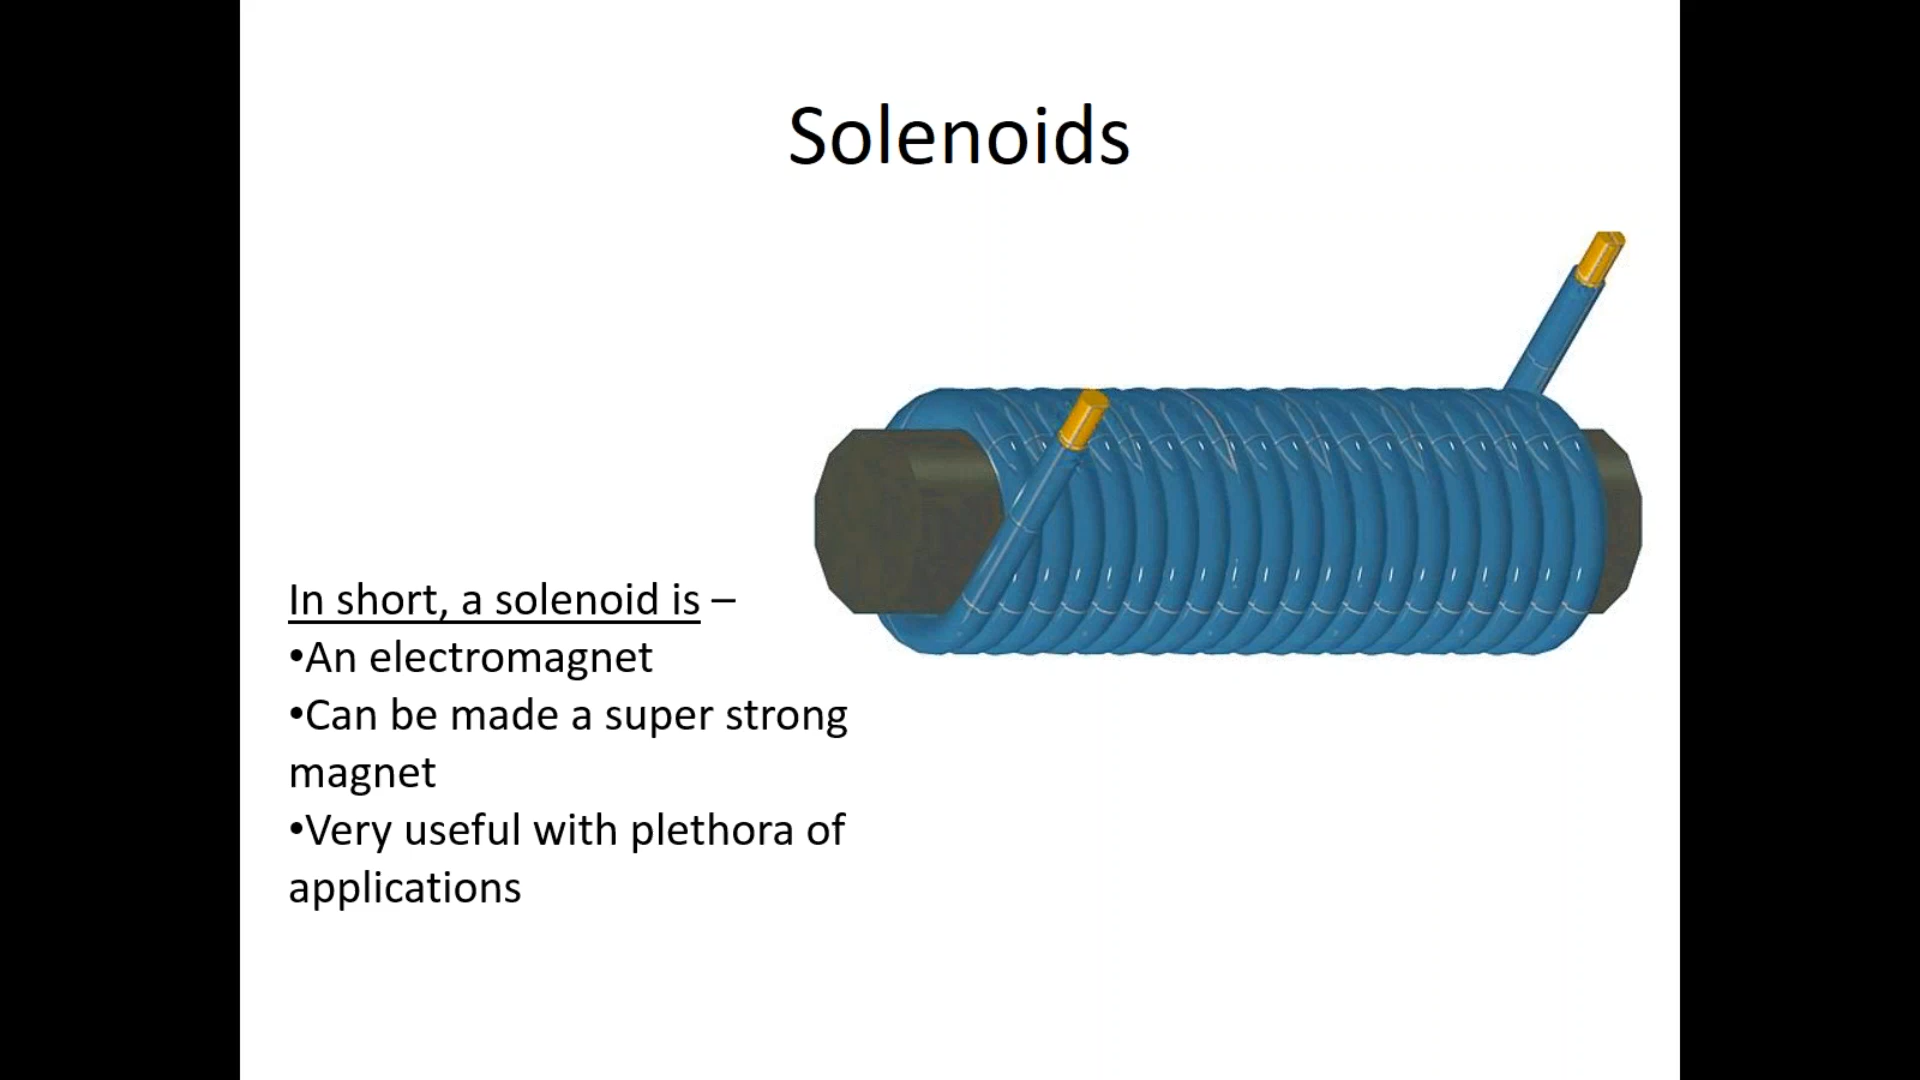 Solenoids
In short, a solenoid is –
•An electromagnet
•Can be made a super strong
magnet
•Very useful with plethora of
applications